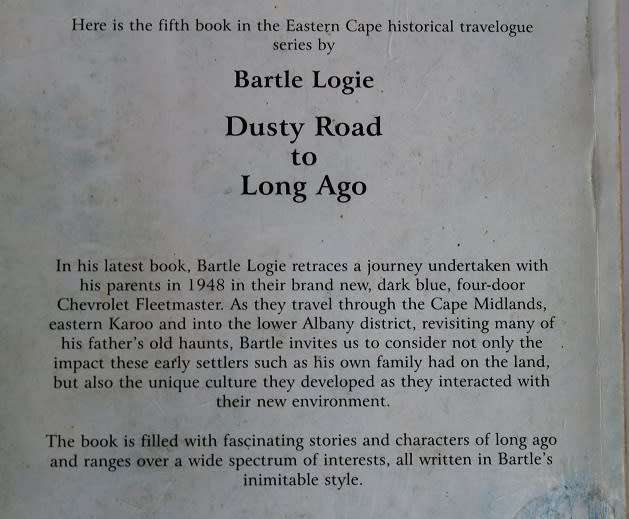 Here is the fifth book in the Eastern Cape historical travelogue
series by
Bartle Logie
Dusty Road
to
Long Ago
In his latest book, Bartle Logie retraces a journey undertaken with
his parents in 1948 in their brand new, dark blue, four-door
Chevrolet Fleetmaster. As they travel through the Cape Midlands,
eastern Karoo and into the lower Albany district, revisiting many of
his father's old haunts, Bartle invites us to consider not only the
impact these early settlers such as his own family had on the land,
but also the unique culture they developed as they interacted with
their new environment.
The book is filled with fascinating stories and characters of long ago
and ranges over a wide spectrum of interests, all written in Bartle's
inimitable style.